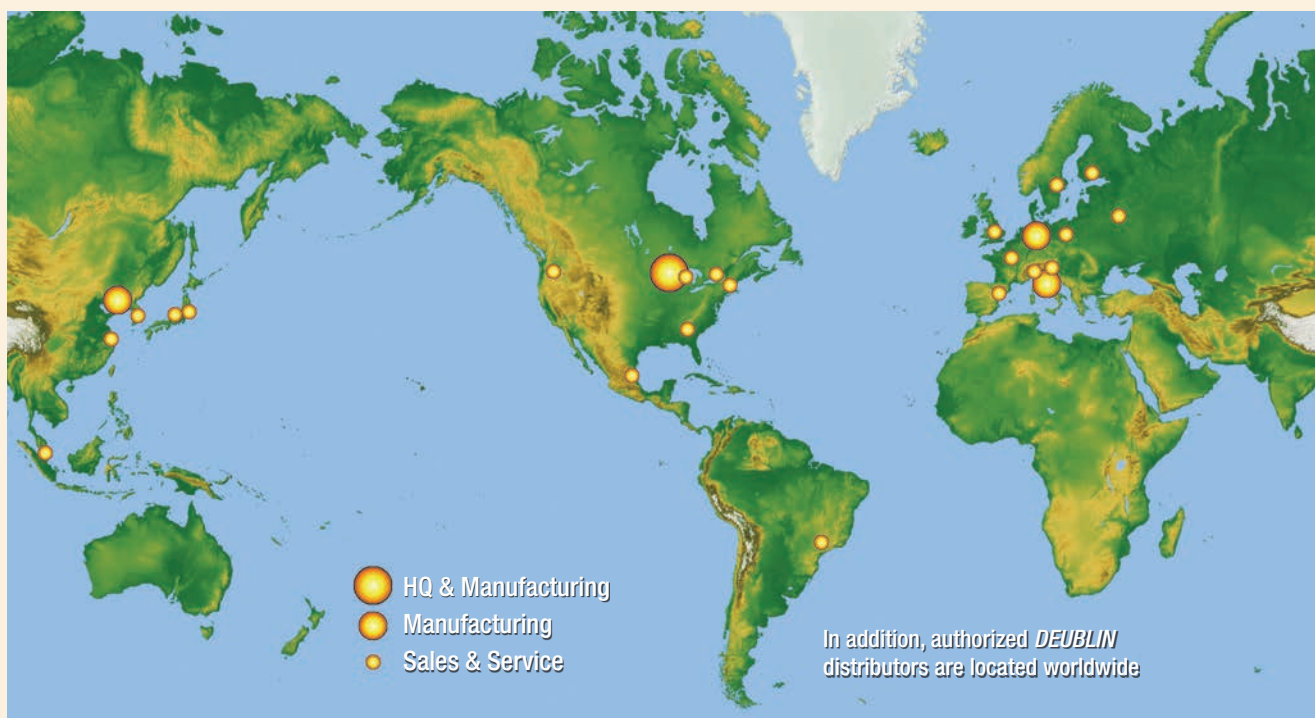 HQ & Manufacturing
Manufacturing
Sales & Service
In addition, authorized DEUBLIN
distributors are located worldwide